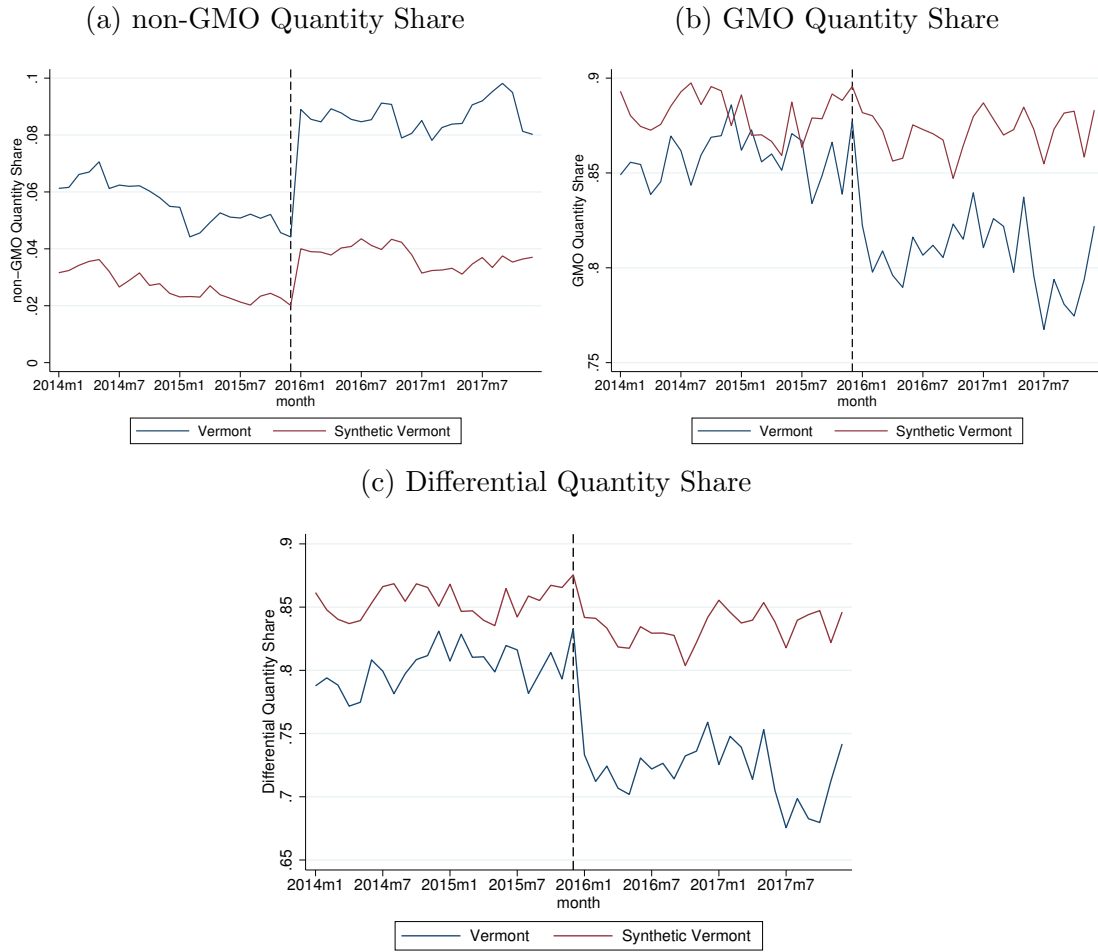 (a) non-GMO Quantity Share
non−GMO Quantity Share
.1
.08
.06
.04
.02
0
2014m1 2014m7 2015m1 2015m7 2016m1 2016m7 2017m1 2017m7
month
Vermont Synthetic Vermont
(b) GMO Quantity Share
GMO Quantity Share
.9
.85
.8
.75
2014m1 2014m7 2015m1 2015m7 2016m1 2016m7 2017m1 2017m7
month
Vermont Synthetic Vermont
(c) Differential Quantity Share
Differential Quantity Share
.9
.85
.8
.75
.7
.65
2014m1 2014m7 2015m1 2015m7 2016m1 2016m7 2017m1 2017m7
month
Vermont Synthetic Vermont